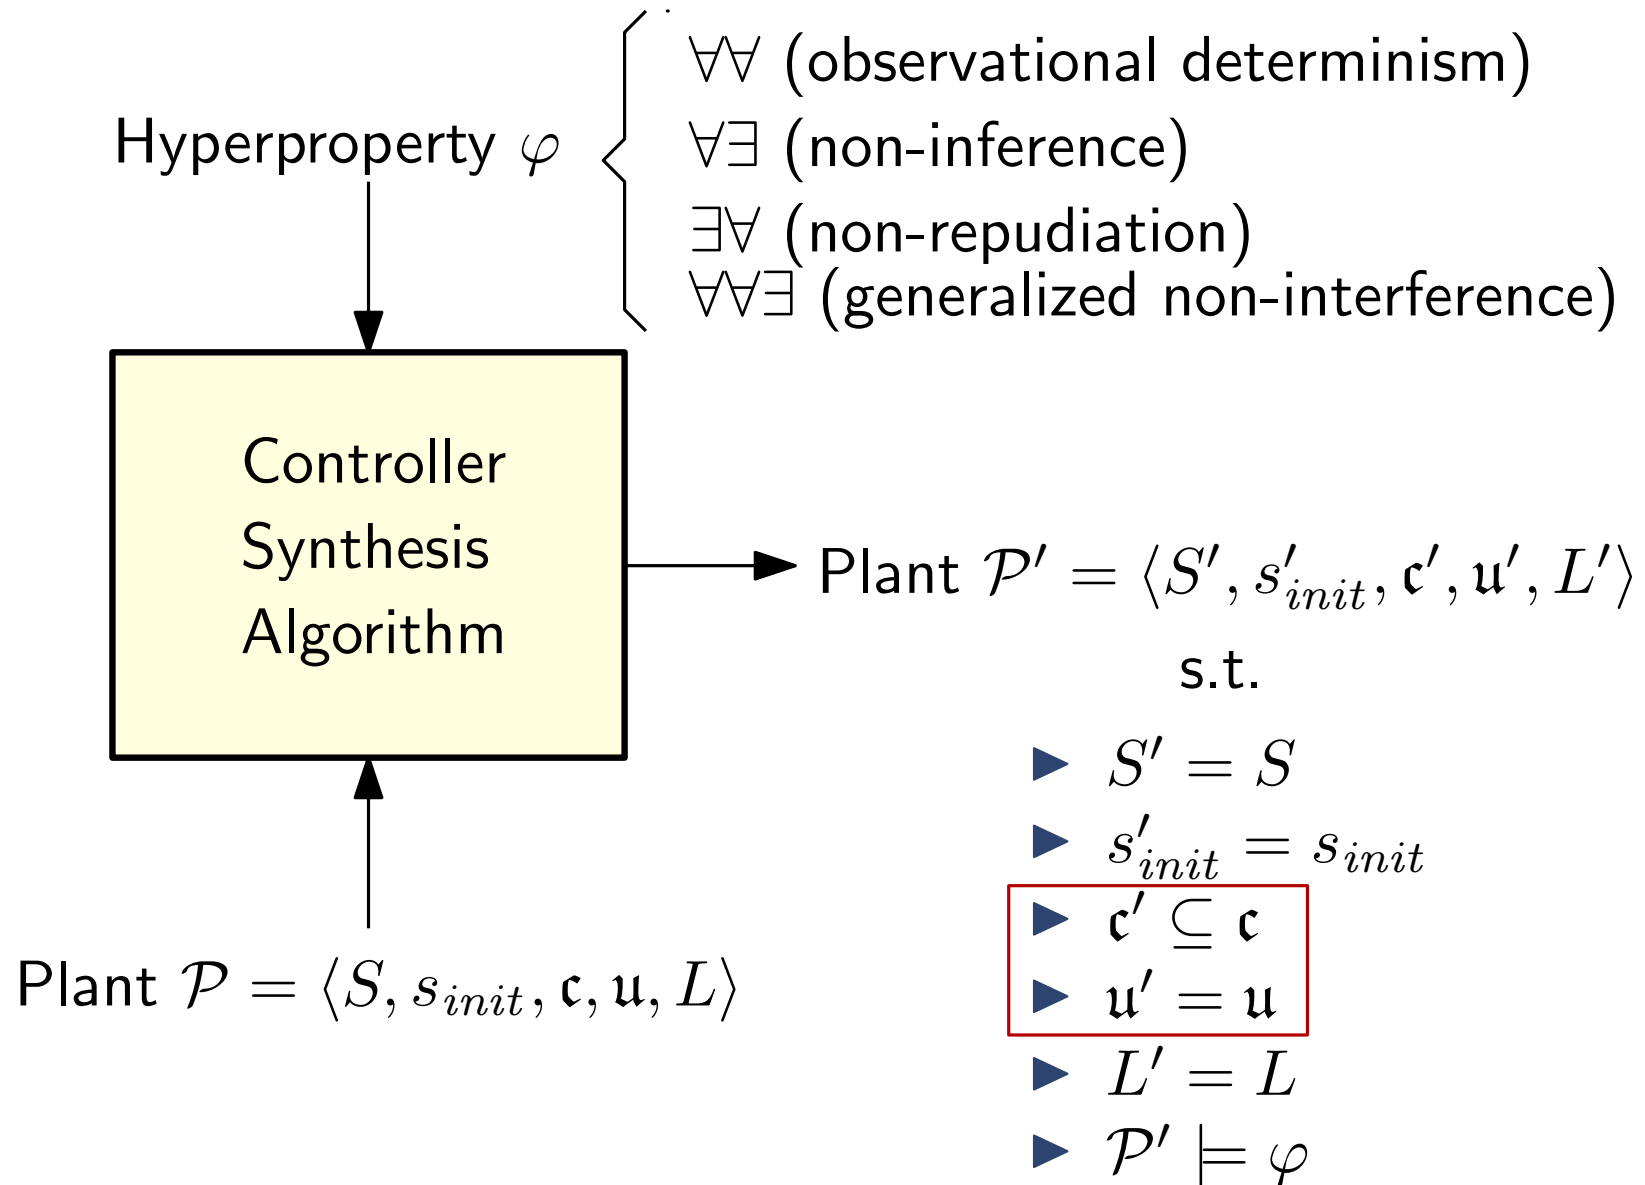 ∀∀ (observational determinism)
Hyperproperty φ
∀∃ (non-inference)
∃∀ (non-repudiation)
∀∀∃ (generalized non-interference)
Controller
Synthesis
Algorithm
Plant 𝒫′ = ⟨S′, s′_init, 𝔠′, 𝔲′, L′⟩
s.t.
▶ S′ = S
▶ s′_init = s_init
▶ 𝔠′ ⊆ 𝔠
Plant 𝒫 = ⟨S, s_init, 𝔠, 𝔲, L⟩
▶ 𝔲′ = 𝔲
▶ L′ = L
▶ 𝒫′ ⊨ φ